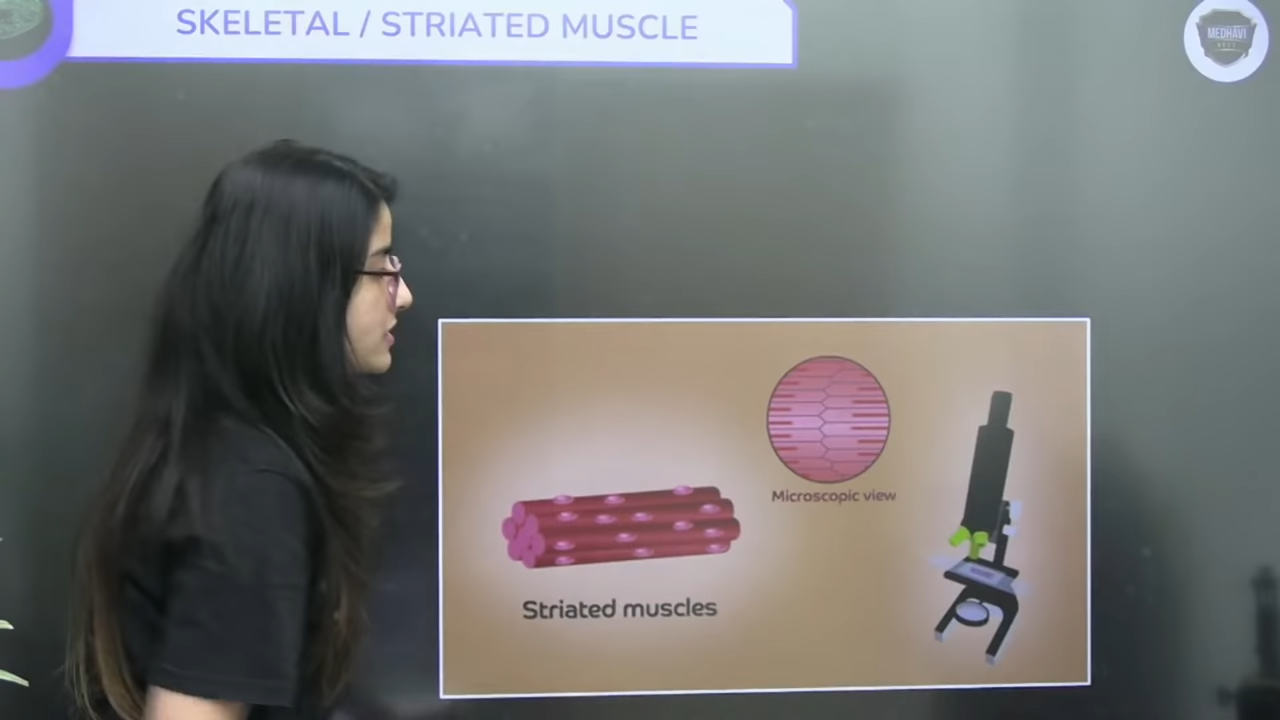 SKELETAL / STRIATED MUSCLE
MEDHAVI
Microscopic view
Striated muscles